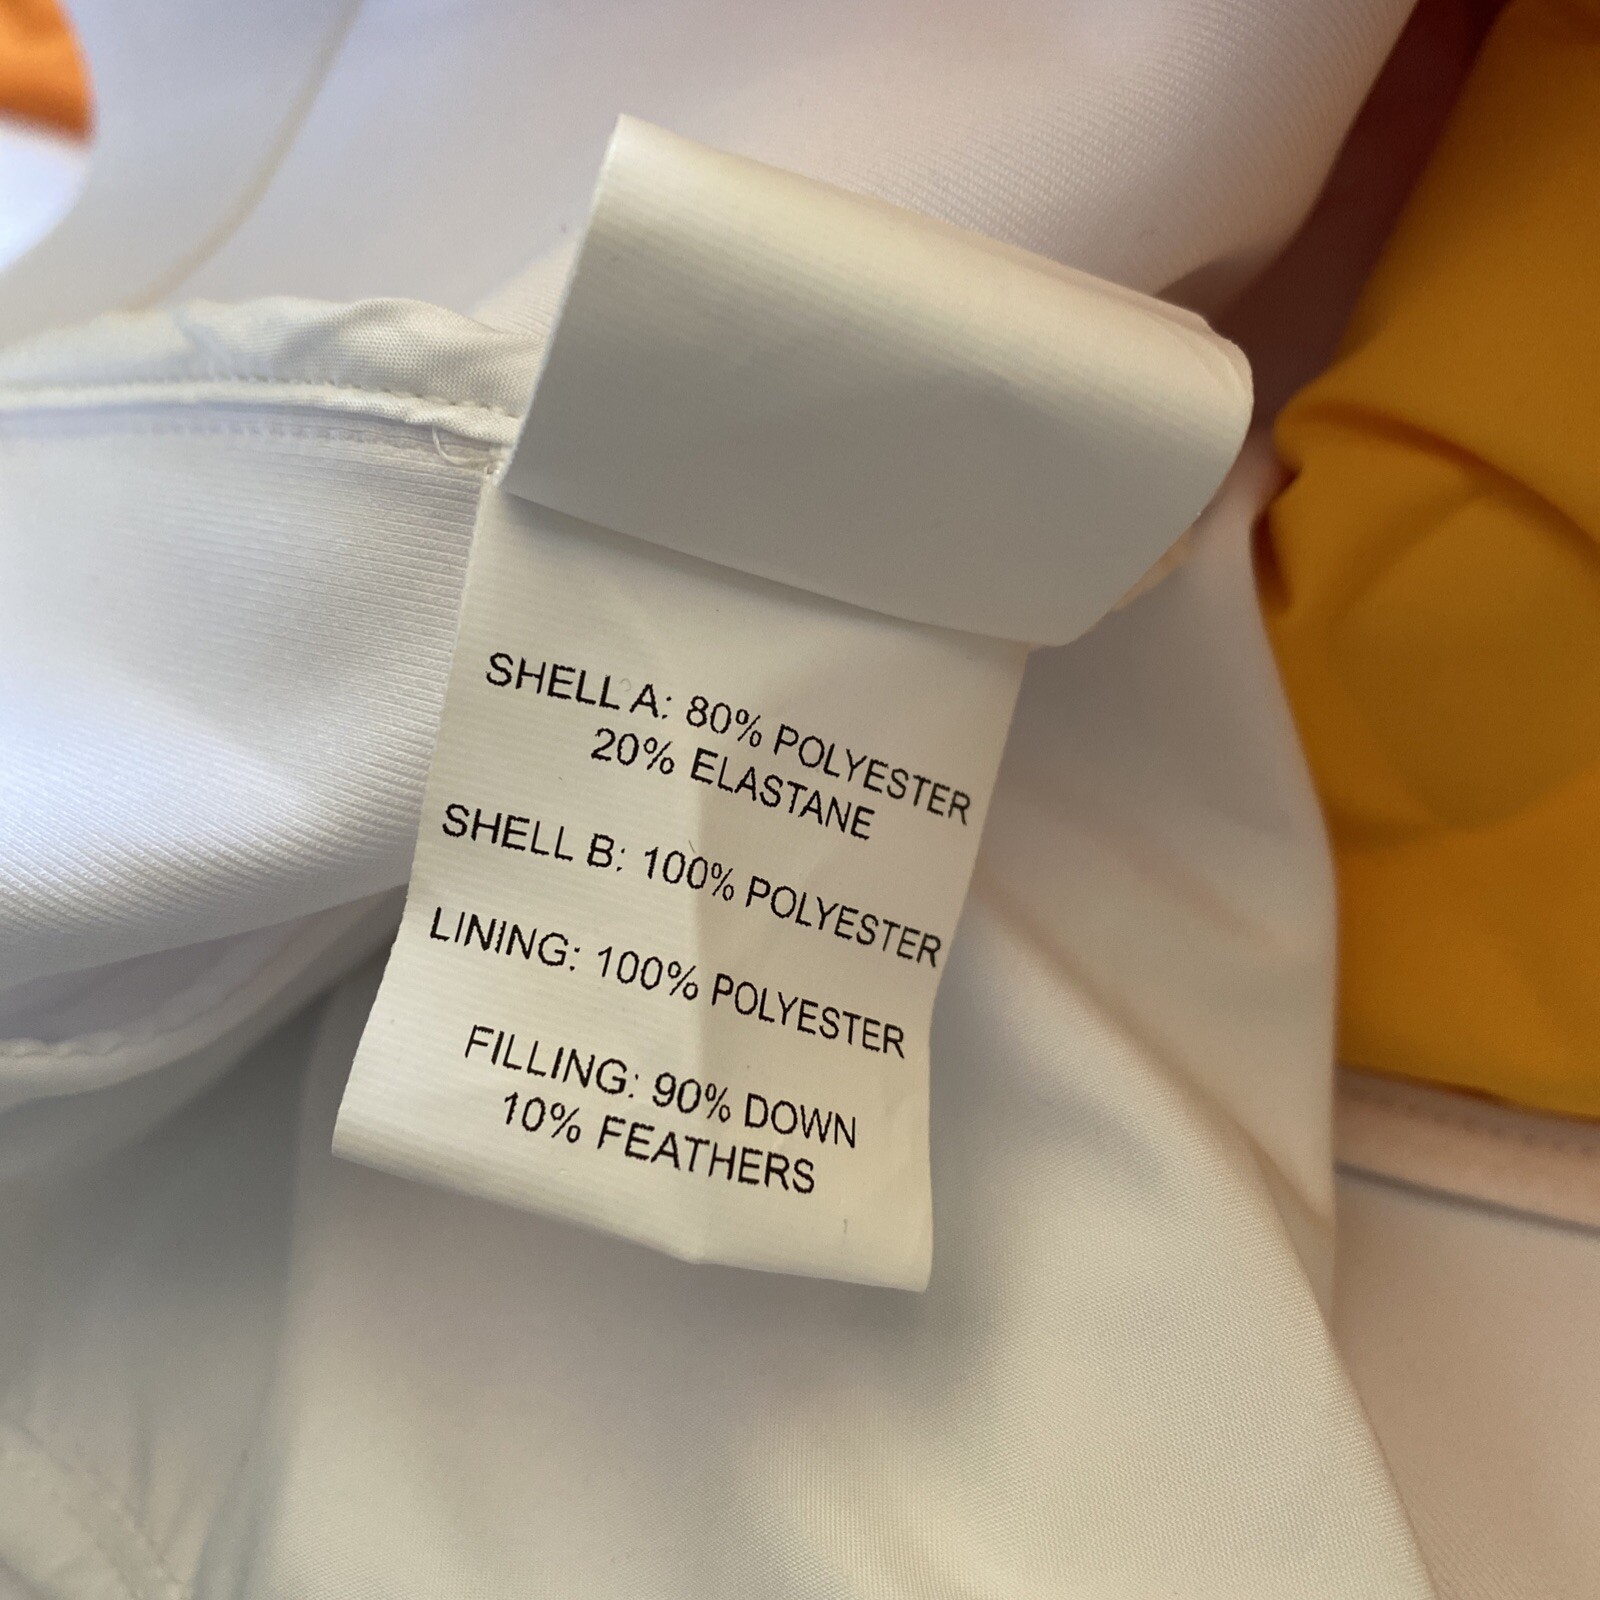 SHELL A: 80% POLYESTER
20% ELASTANE
SHELL B: 100% POLYESTER
LINING: 100% POLYESTER
FILLING: 90% DOWN
10% FEATHERS